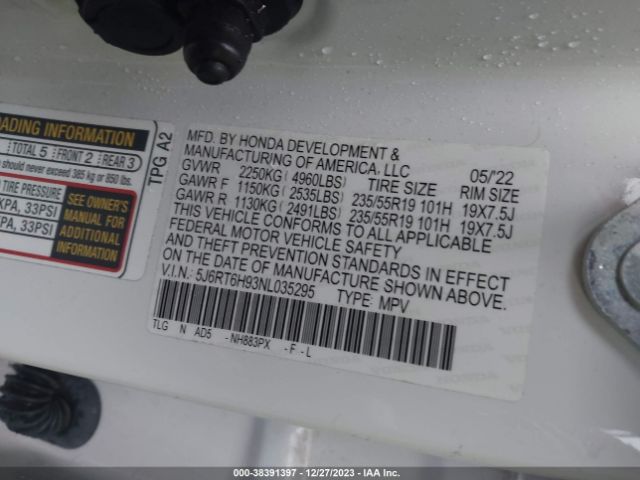 ADING INFORMATION
TOTAL 5 FRONT 2 REAR 3
should never exceed 385 kg or 850 lbs.
TIRE PRESSURE
KPA, 33PSI
KPA, 33PSI
SEE OWNER'S
MANUAL FOR
ADDITIONAL
INFORMATION
TPG A2
MFD. BY HONDA DEVELOPMENT &
MANUFACTURING OF AMERICA, LLC 05/'22
GVWR 2250KG (4960LBS) TIRE SIZE RIM SIZE
GAWR F 1150KG (2535LBS) 235/55R19 101H 19X7.5J
GAWR R 1130KG (2491LBS) 235/55R19 101H 19X7.5J
THIS VEHICLE CONFORMS TO ALL APPLICABLE
FEDERAL MOTOR VEHICLE SAFETY
AND THEFT PREVENTION STANDARDS IN EFFECT
ON THE DATE OF MANUFACTURE SHOWN ABOVE.
V.I.N.: 5J6RT6H93NL035295 TYPE: MPV
TLG N AD5 -NH883PX -F -L
000-38391397 - 12/27/2023 - IAA Inc.